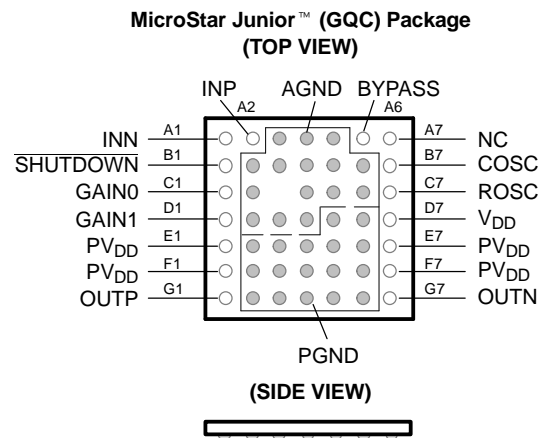 MicroStar Junior™ (GQC) Package
(TOP VIEW)
INP AGND BYPASS
A2 A6
INN A1 A7 NC
SHUTDOWN B1 B7 COSC
GAIN0 C1 C7 ROSC
GAIN1 D1 D7 VDD
PVDD E1 E7 PVDD
PVDD F1 F7 PVDD
OUTP G1 G7 OUTN
PGND
(SIDE VIEW)